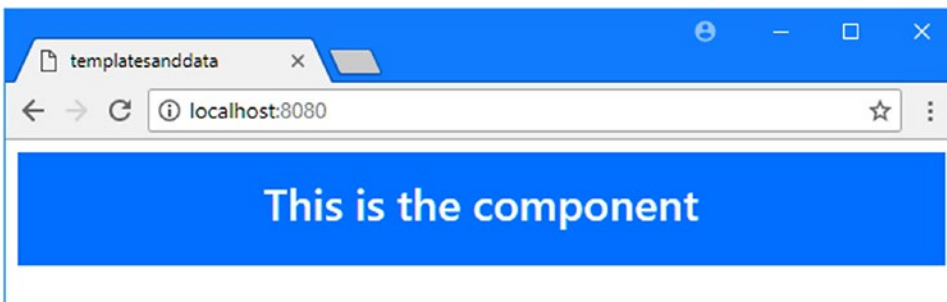 templatesanddata
localhost:8080
This is the component